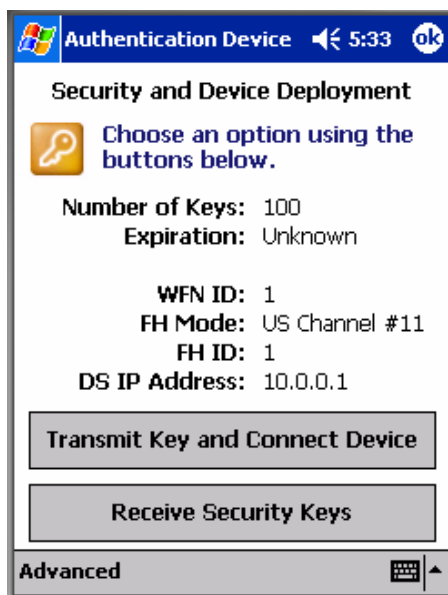 Authentication Device 5:33 ok
Security and Device Deployment
Choose an option using the
buttons below.
Number of Keys: 100
Expiration: Unknown
WFN ID: 1
FH Mode: US Channel #11
FH ID: 1
DS IP Address: 10.0.0.1
Transmit Key and Connect Device
Receive Security Keys
Advanced